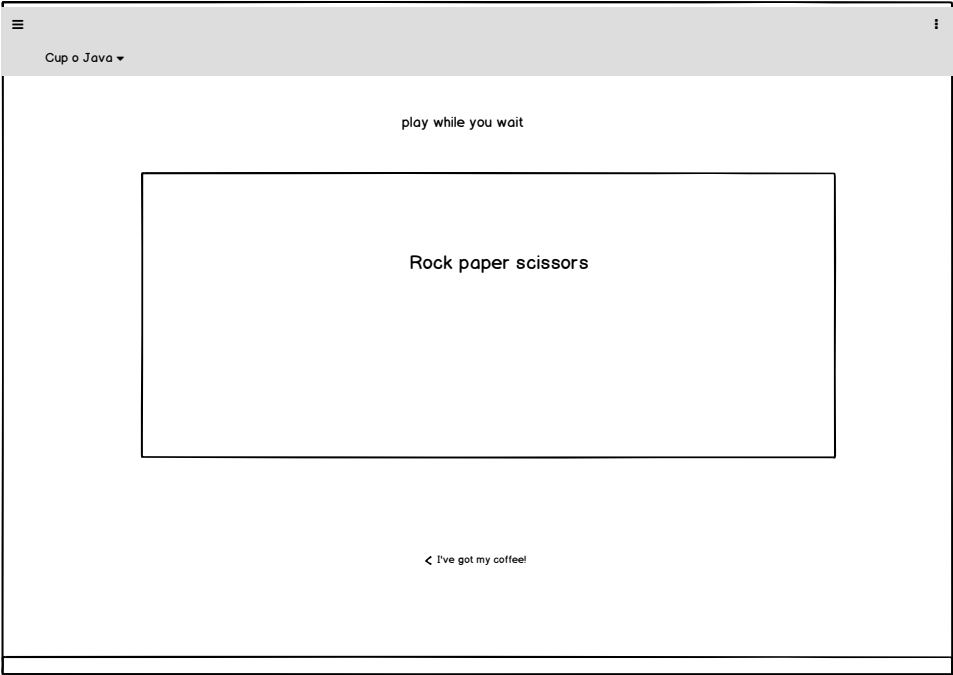 Cup o Java
play while you wait
Rock paper scissors
I've got my coffee!